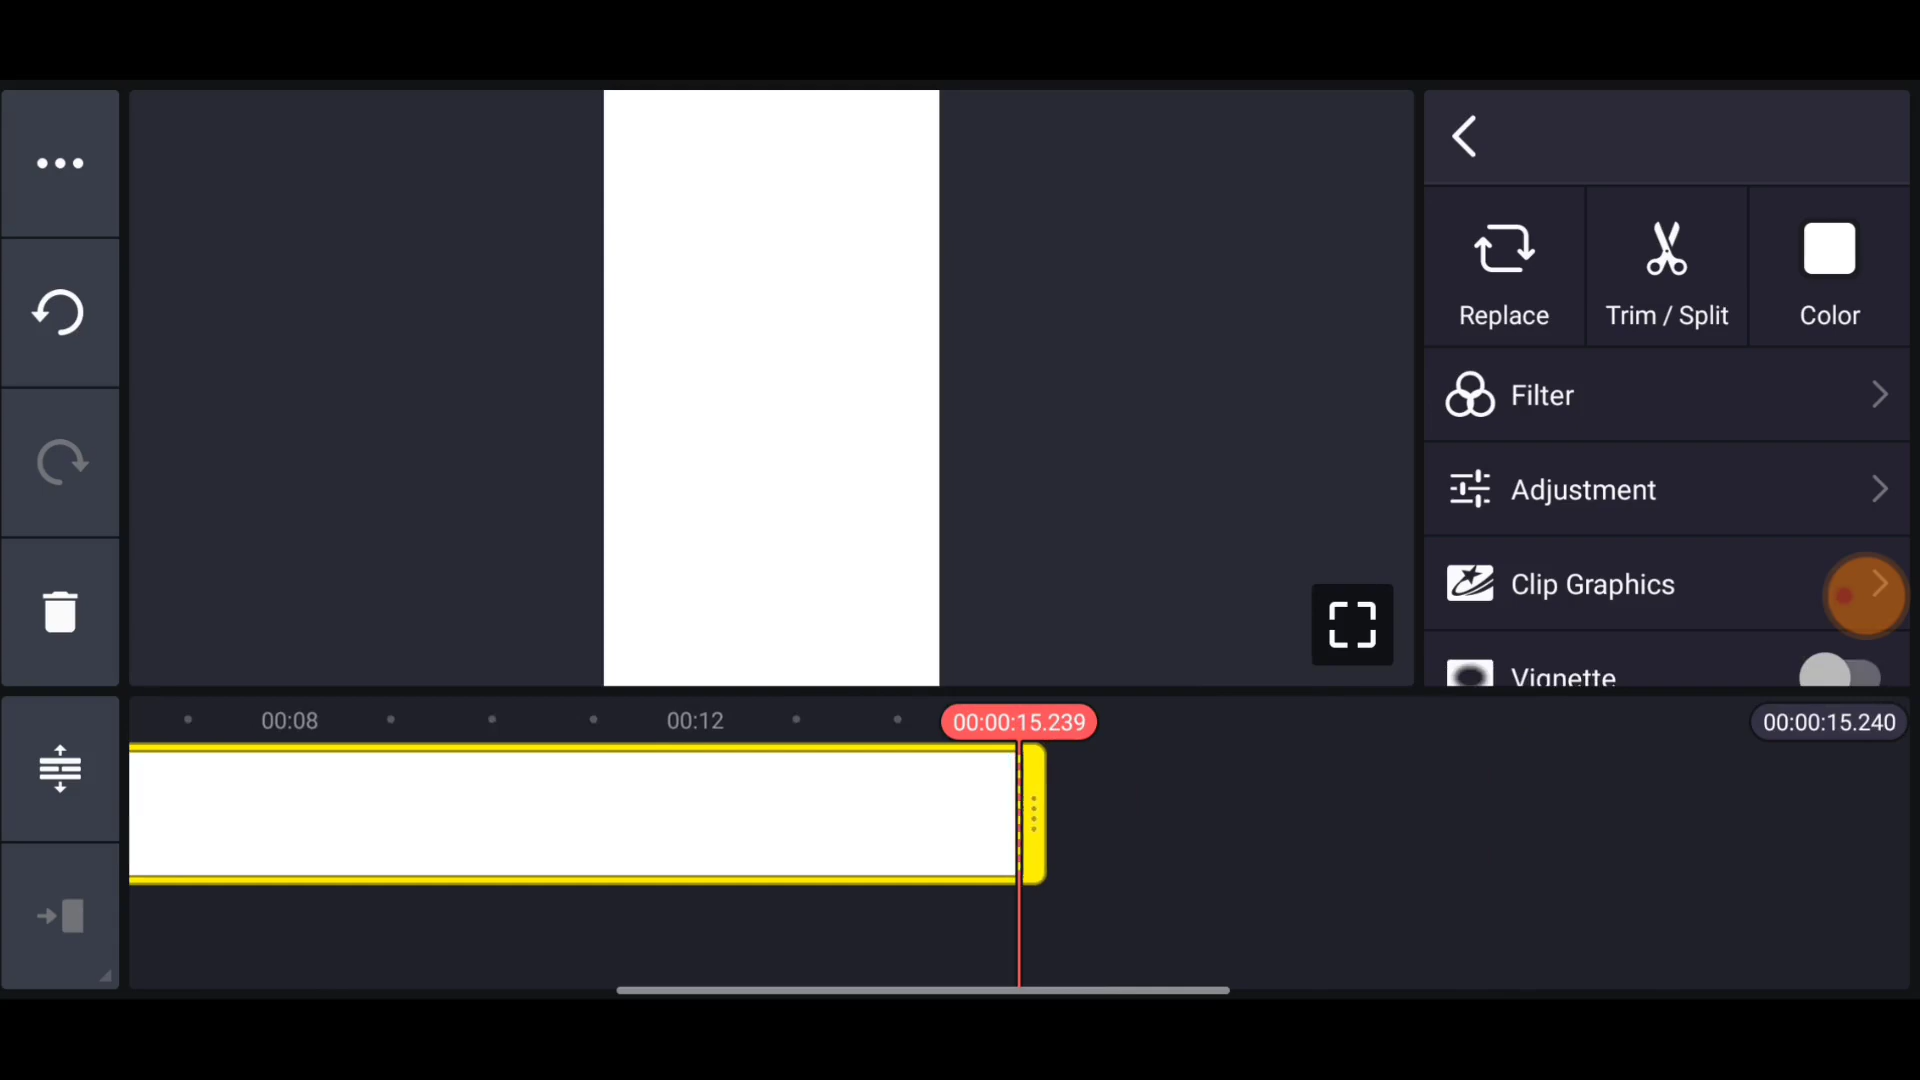 Replace
Trim / Split
Color
Filter
Adjustment
Clip Graphics
Vignette
00:08
00:12
00:00:15.239
00:00:15.240